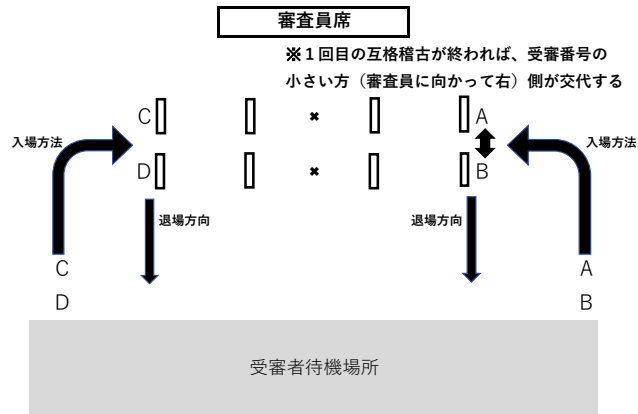 審査員席
※1回目の互格稽古が終われば、受審番号の
小さい方（審査員に向かって右）側が交代する
C
A
入場方法
入場方法
D
B
退場方向
退場方向
C
A
D
B
受審者待機場所